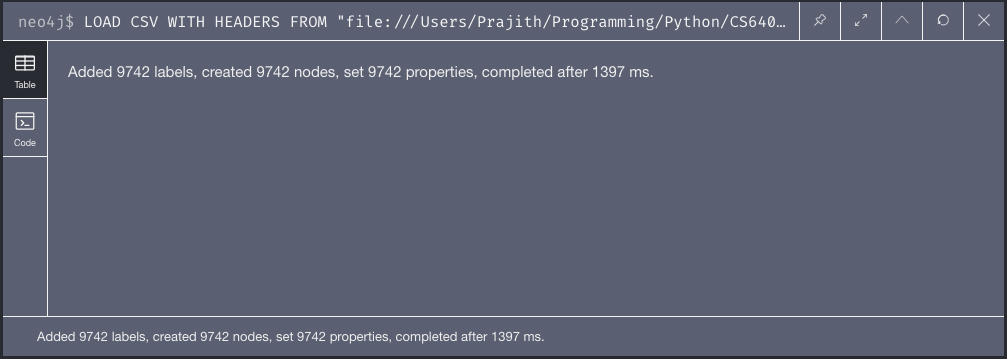 neo4j$ LOAD CSV WITH HEADERS FROM "file:///Users/Prajith/Programming/Python/CS640…
Table
Added 9742 labels, created 9742 nodes, set 9742 properties, completed after 1397 ms.
Code
Added 9742 labels, created 9742 nodes, set 9742 properties, completed after 1397 ms.